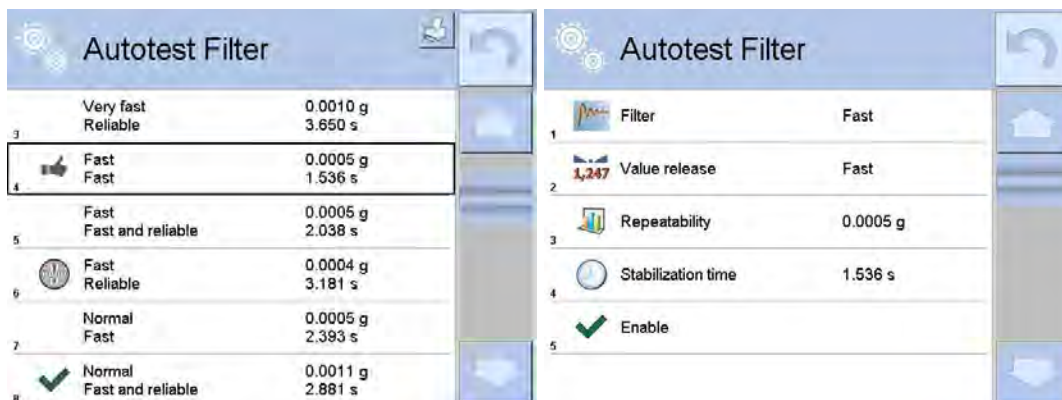 Autotest Filter
Very fast 0.0010 g
Reliable 3.650 s
3
Fast 0.0005 g
Fast 1.536 s
4
Fast 0.0005 g
Fast and reliable 2.038 s
5
Fast 0.0004 g
Reliable 3.181 s
6
Normal 0.0005 g
Fast 2.393 s
7
Normal 0.0011 g
Fast and reliable 2.881 s
8
Autotest Filter
Filter Fast
1
1,247 Value release Fast
2
Repeatability 0.0005 g
3
Stabilization time 1.536 s
4
Enable
5